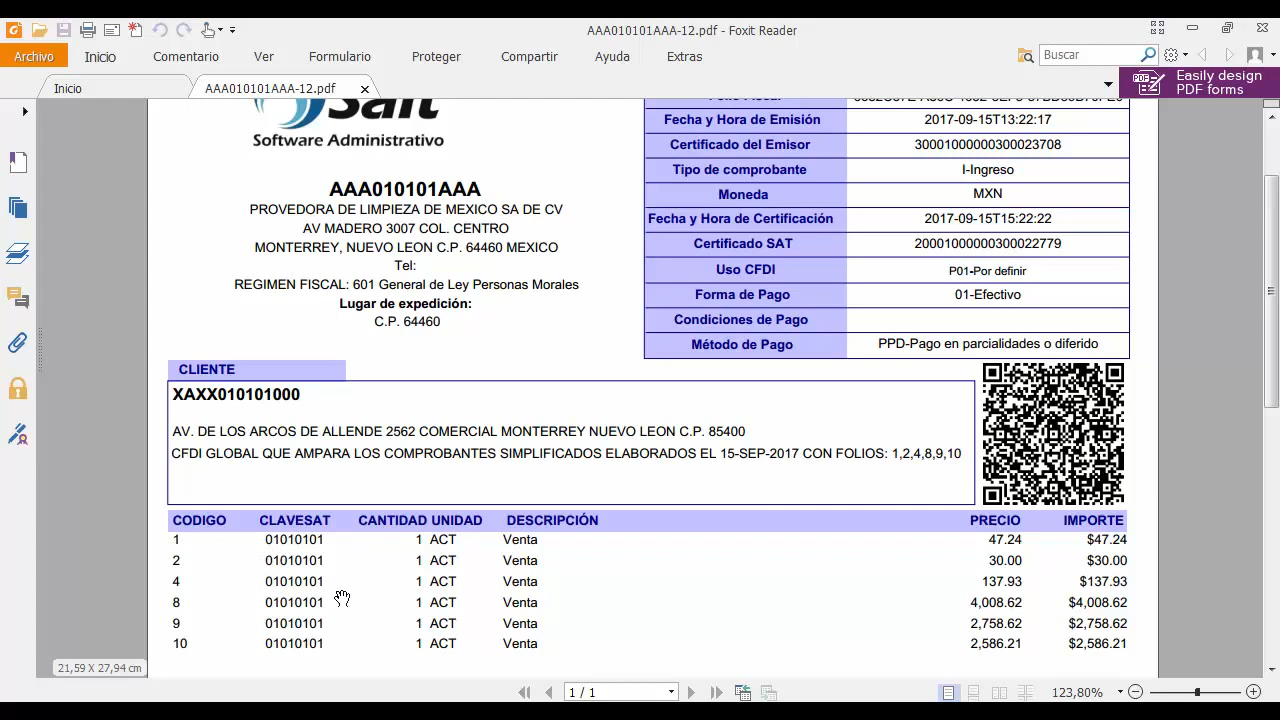 AAA010101AAA-12.pdf - Foxit Reader
Archivo Inicio Comentario Ver Formulario Proteger Compartir Ayuda Extras Buscar
Inicio AAA010101AAA-12.pdf
Easily design
PDF forms
Sait
Software Administrativo
AAA010101AAA
PROVEDORA DE LIMPIEZA DE MEXICO SA DE CV
AV MADERO 3007 COL. CENTRO
MONTERREY, NUEVO LEON C.P. 64460 MEXICO
Tel:
REGIMEN FISCAL: 601 General de Ley Personas Morales
Lugar de expedición:
C.P. 64460
Fecha y Hora de Emisión 2017-09-15T13:22:17
Certificado del Emisor 30001000000300023708
Tipo de comprobante I-Ingreso
Moneda MXN
Fecha y Hora de Certificación 2017-09-15T15:22:22
Certificado SAT 20001000000300022779
Uso CFDI P01-Por definir
Forma de Pago 01-Efectivo
Condiciones de Pago
Método de Pago PPD-Pago en parcialidades o diferido
CLIENTE
XAXX010101000
AV. DE LOS ARCOS DE ALLENDE 2562 COMERCIAL MONTERREY NUEVO LEON C.P. 85400
CFDI GLOBAL QUE AMPARA LOS COMPROBANTES SIMPLIFICADOS ELABORADOS EL 15-SEP-2017 CON FOLIOS: 1,2,4,8,9,10
CODIGO CLAVESAT CANTIDAD UNIDAD DESCRIPCIÓN PRECIO IMPORTE
1 01010101 1 ACT Venta 47.24 $47.24
2 01010101 1 ACT Venta 30.00 $30.00
4 01010101 1 ACT Venta 137.93 $137.93
8 01010101 1 ACT Venta 4,008.62 $4,008.62
9 01010101 1 ACT Venta 2,758.62 $2,758.62
10 01010101 1 ACT Venta 2,586.21 $2,586.21
21,59 X 27,94 cm
1 / 1 123,80%